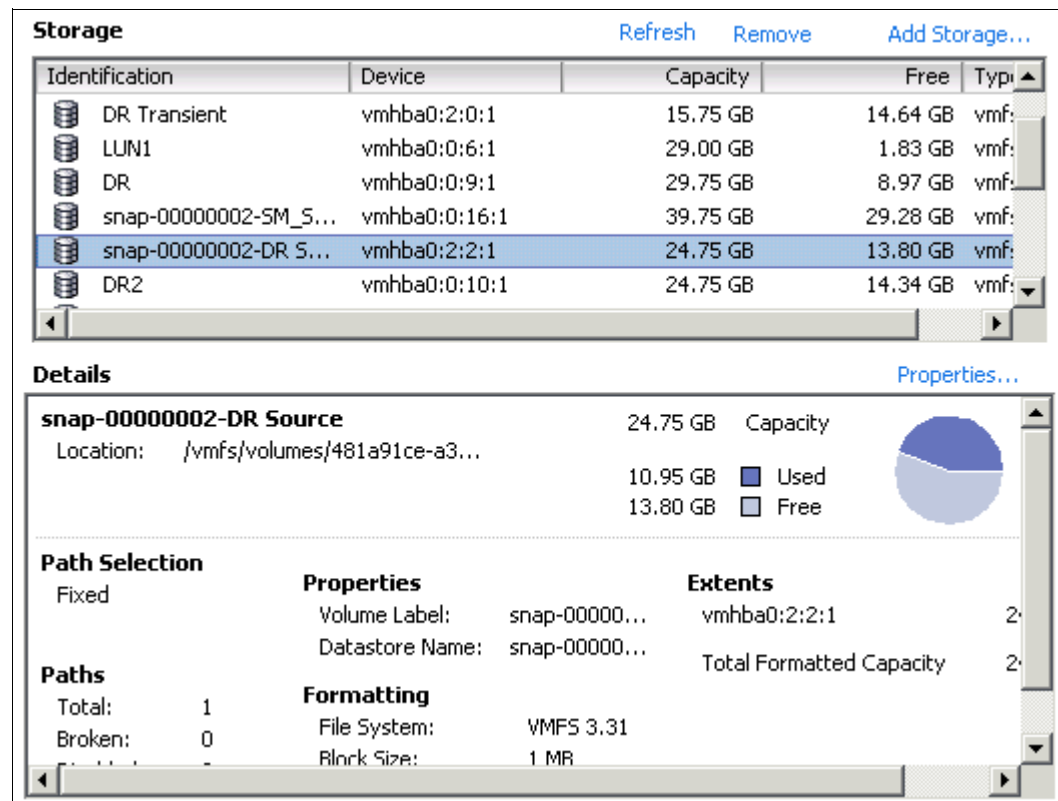 Storage Refresh Remove Add Storage...
Identification Device Capacity Free
DR Transient vmhba0:2:0:1 15.75 GB 14.64 GB
LUN1 vmhba0:0:6:1 29.00 GB 1.83 GB
DR vmhba0:0:9:1 29.75 GB 8.97 GB
snap-00000002-SM_S... vmhba0:0:16:1 39.75 GB 29.28 GB
snap-00000002-DR S... vmhba0:2:2:1 24.75 GB 13.80 GB
DR2 vmhba0:0:10:1 24.75 GB 14.34 GB
Details Properties...
snap-00000002-DR Source 24.75 GB Capacity
Location: /vmfs/volumes/481a91ce-a3...
10.95 GB Used
13.80 GB Free
Path Selection
Fixed
Properties Extents
Volume Label: snap-00000... vmhba0:2:2:1
Datastore Name: snap-00000...
Total Formatted Capacity
Paths
Total: 1
Broken: 0
Formatting
File System: VMFS 3.31
Block Size: 1 MB